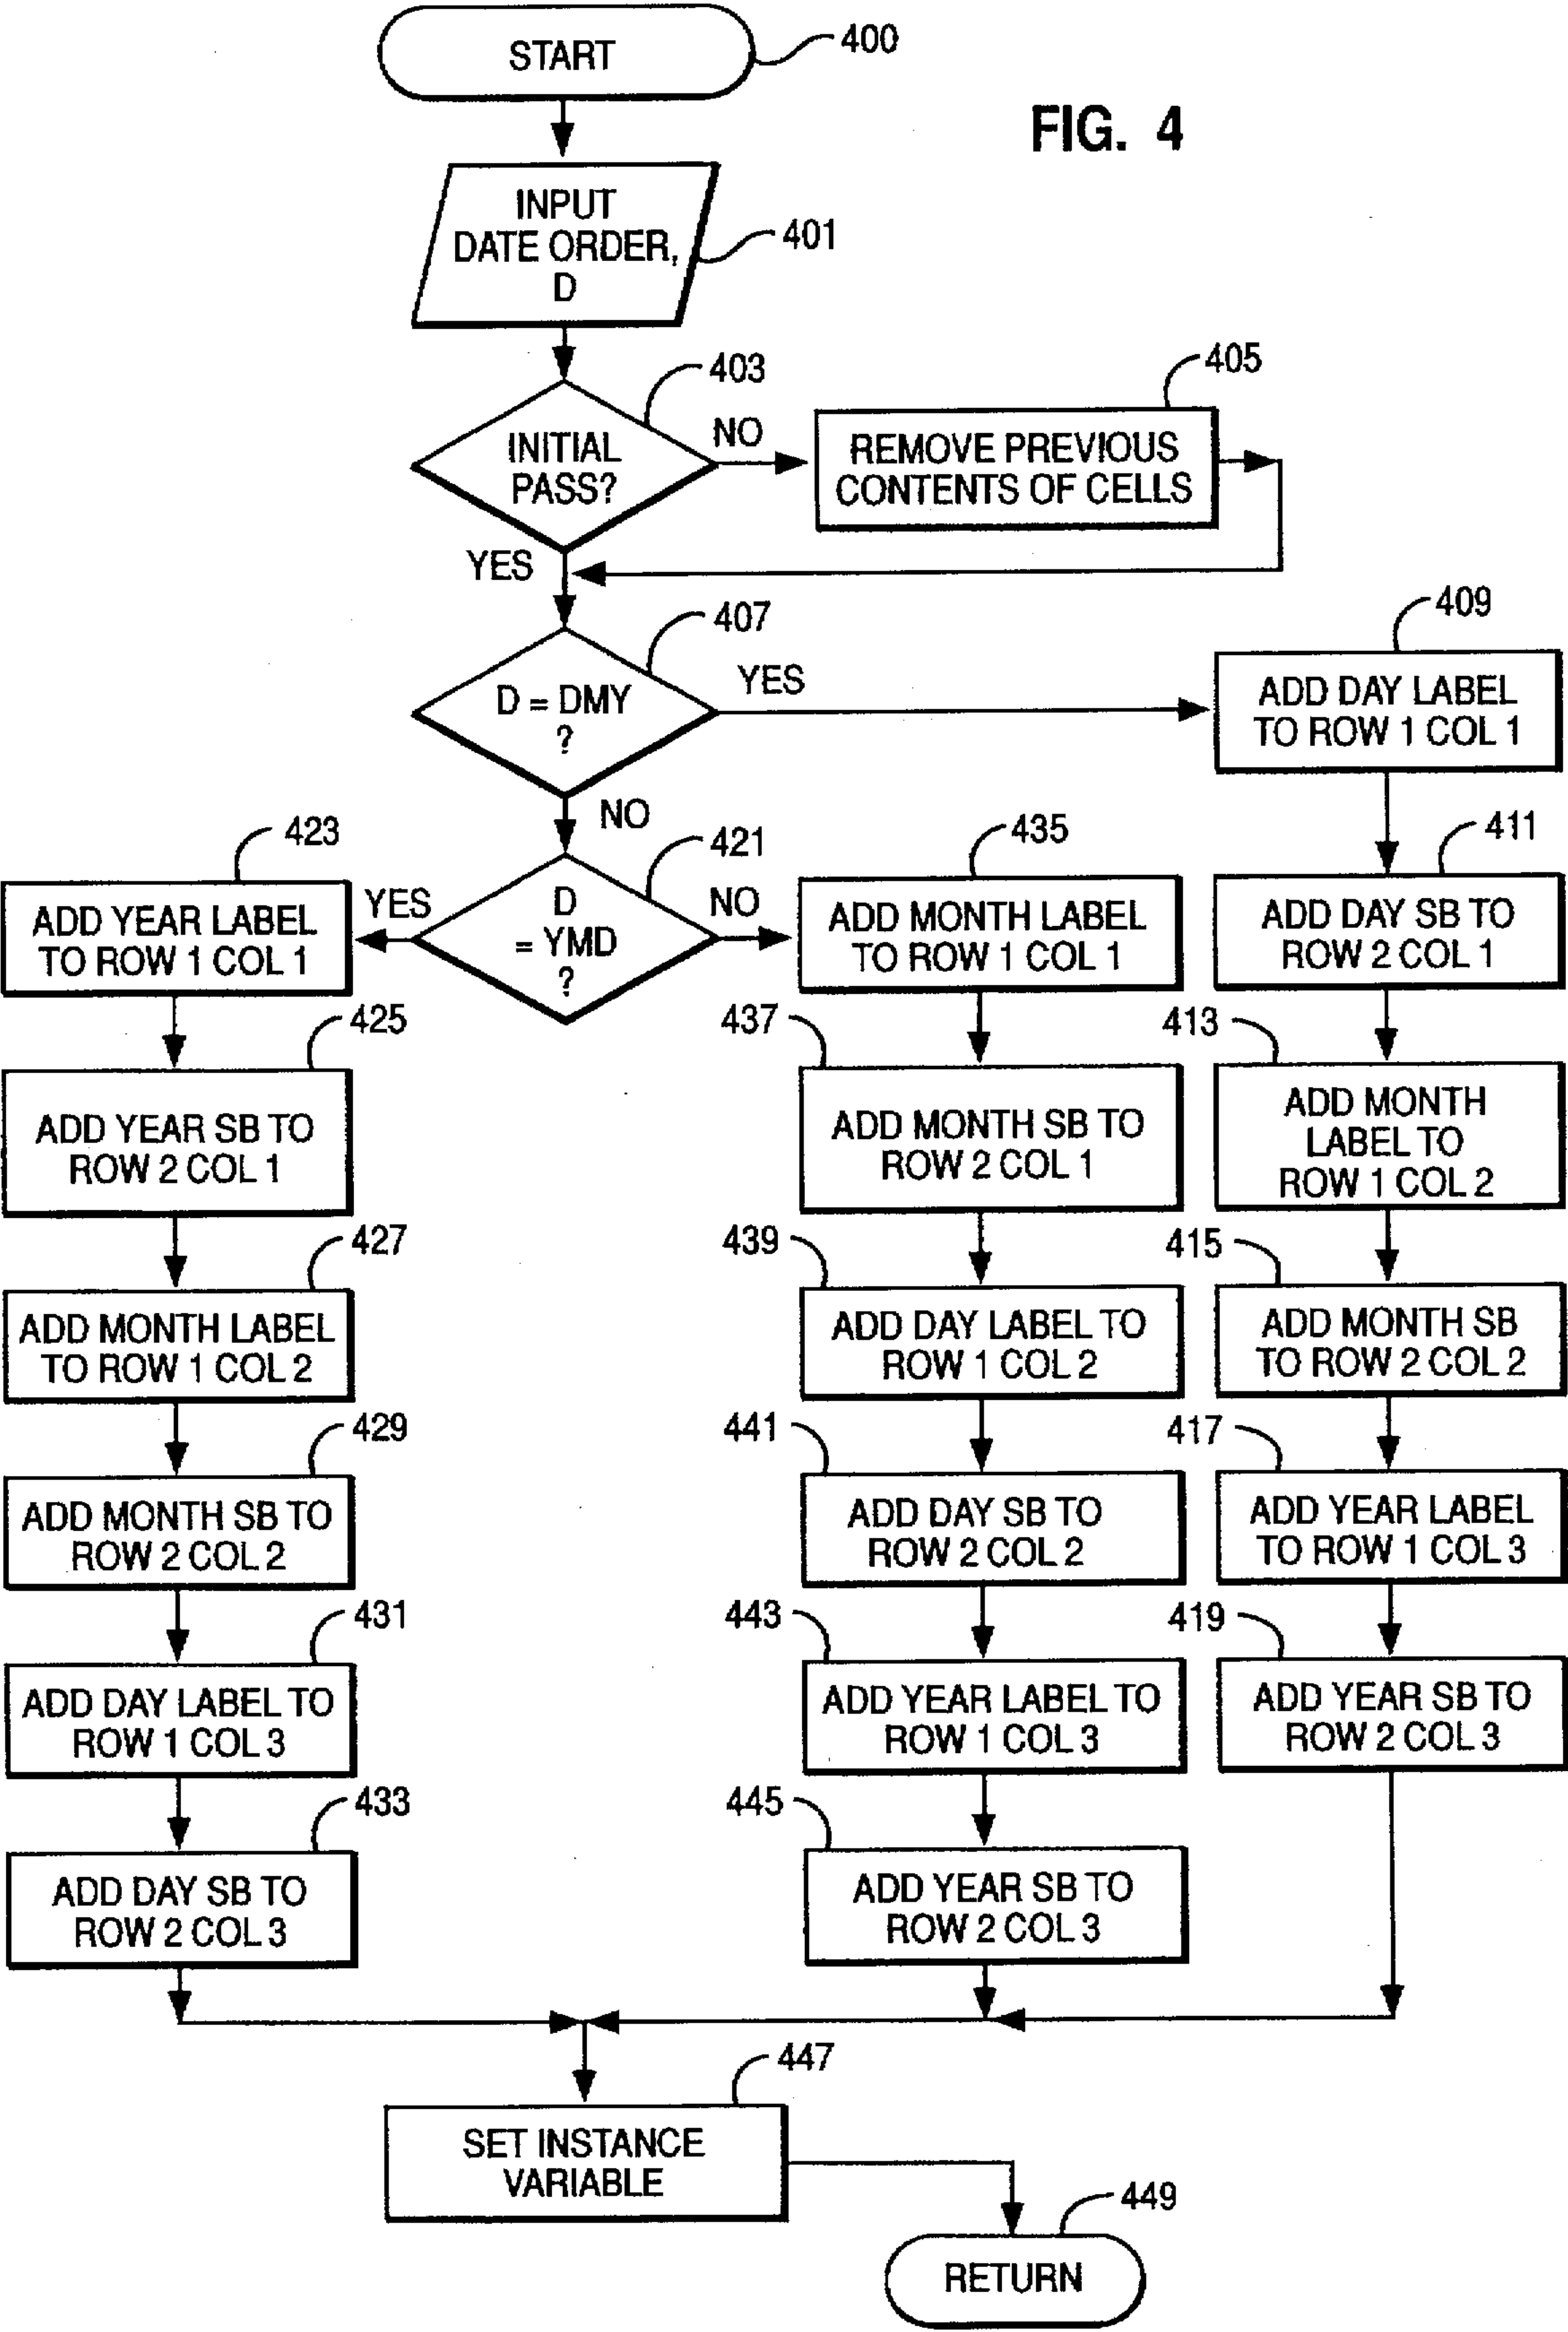 START
400
FIG. 4
INPUT
DATE ORDER,
D
401
403
INITIAL
PASS?
NO
YES
405
REMOVE PREVIOUS
CONTENTS OF CELLS
407
D = DMY
?
YES
NO
409
ADD DAY LABEL
TO ROW 1 COL 1
421
D
= YMD
?
YES
NO
423
ADD YEAR LABEL
TO ROW 1 COL 1
435
ADD MONTH LABEL
TO ROW 1 COL 1
411
ADD DAY SB TO
ROW 2 COL 1
425
ADD YEAR SB TO
ROW 2 COL 1
437
ADD MONTH SB TO
ROW 2 COL 1
413
ADD MONTH
LABEL TO
ROW 1 COL 2
427
ADD MONTH LABEL
TO ROW 1 COL 2
439
ADD DAY LABEL TO
ROW 1 COL 2
415
ADD MONTH SB
TO ROW 2 COL 2
429
ADD MONTH SB TO
ROW 2 COL 2
441
ADD DAY SB TO
ROW 2 COL 2
417
ADD YEAR LABEL
TO ROW 1 COL 3
431
ADD DAY LABEL TO
ROW 1 COL 3
443
ADD YEAR LABEL TO
ROW 1 COL 3
419
ADD YEAR SB TO
ROW 2 COL 3
433
ADD DAY SB TO
ROW 2 COL 3
445
ADD YEAR SB TO
ROW 2 COL 3
447
SET INSTANCE
VARIABLE
449
RETURN